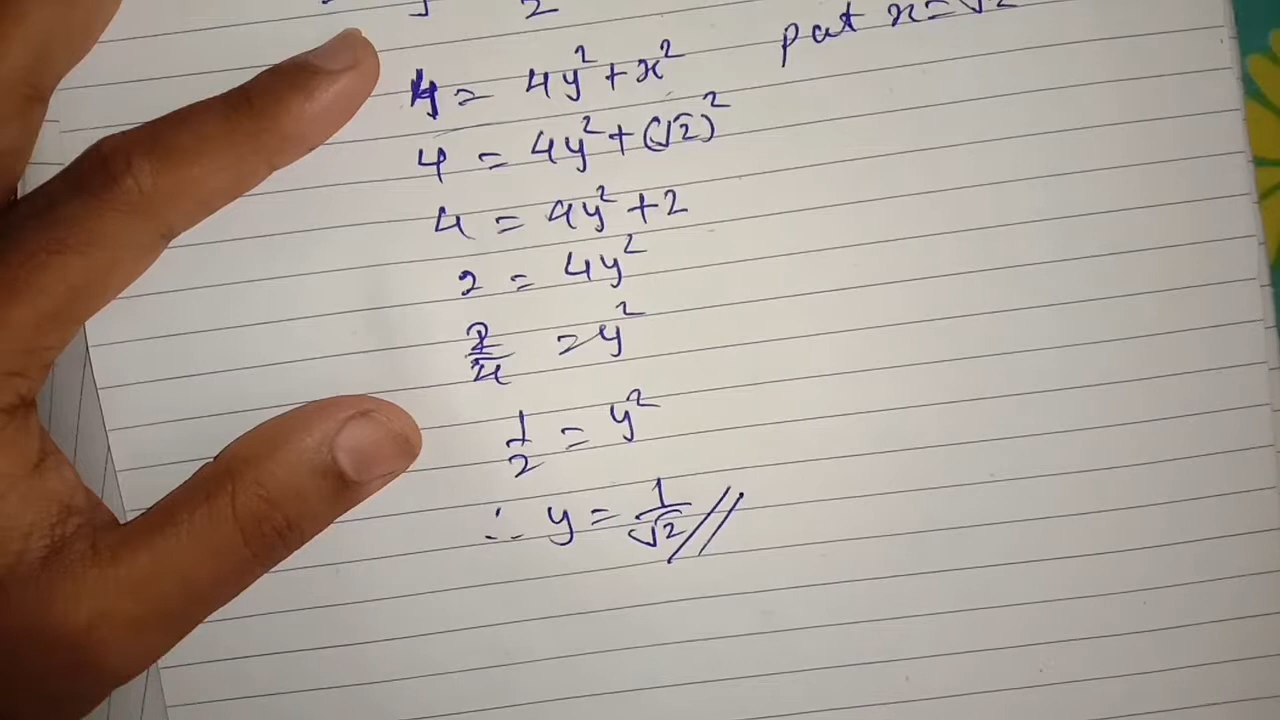 2
put x=√2
4 = 4y²+x²
4 = 4y²+(√2)²
4 = 4y²+2
2 = 4y²
2/4 = y²
1/2 = y²
∴ y = 1/√2 //